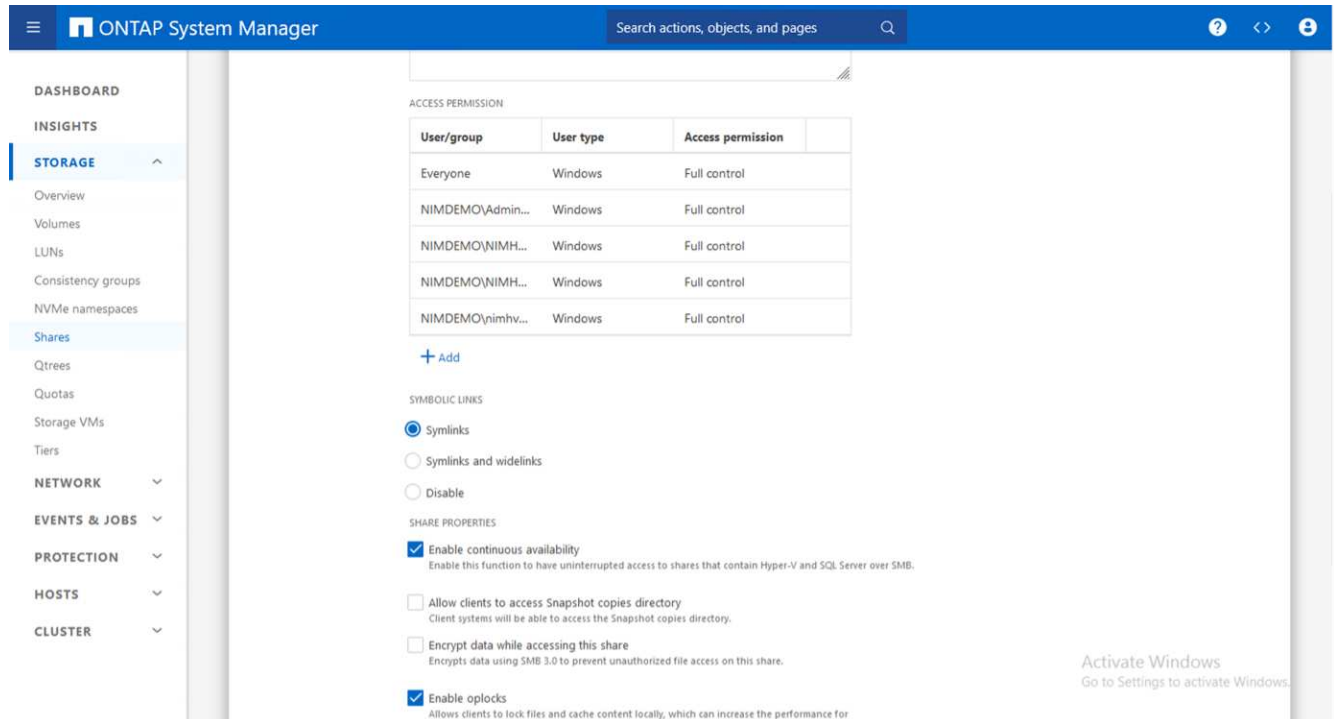 ONTAP System Manager
Search actions, objects, and pages
DASHBOARD
INSIGHTS
STORAGE
Overview
Volumes
LUNs
Consistency groups
NVMe namespaces
Shares
Qtrees
Quotas
Storage VMs
Tiers
NETWORK
EVENTS & JOBS
PROTECTION
HOSTS
CLUSTER
ACCESS PERMISSION
User/group User type Access permission
Everyone Windows Full control
NIMDEMO\Admin... Windows Full control
NIMDEMO\NIMH... Windows Full control
NIMDEMO\NIMH... Windows Full control
NIMDEMO\nimhv... Windows Full control
+ Add
SYMBOLIC LINKS
Symlinks
Symlinks and widelinks
Disable
SHARE PROPERTIES
Enable continuous availability
Enable this function to have uninterrupted access to shares that contain Hyper-V and SQL Server over SMB.
Allow clients to access Snapshot copies directory
Client systems will be able to access the Snapshot copies directory.
Encrypt data while accessing this share
Encrypts data using SMB 3.0 to prevent unauthorized file access on this share.
Enable oplocks
Allows clients to lock files and cache content locally, which can increase the performance for
Activate Windows
Go to Settings to activate Windows.